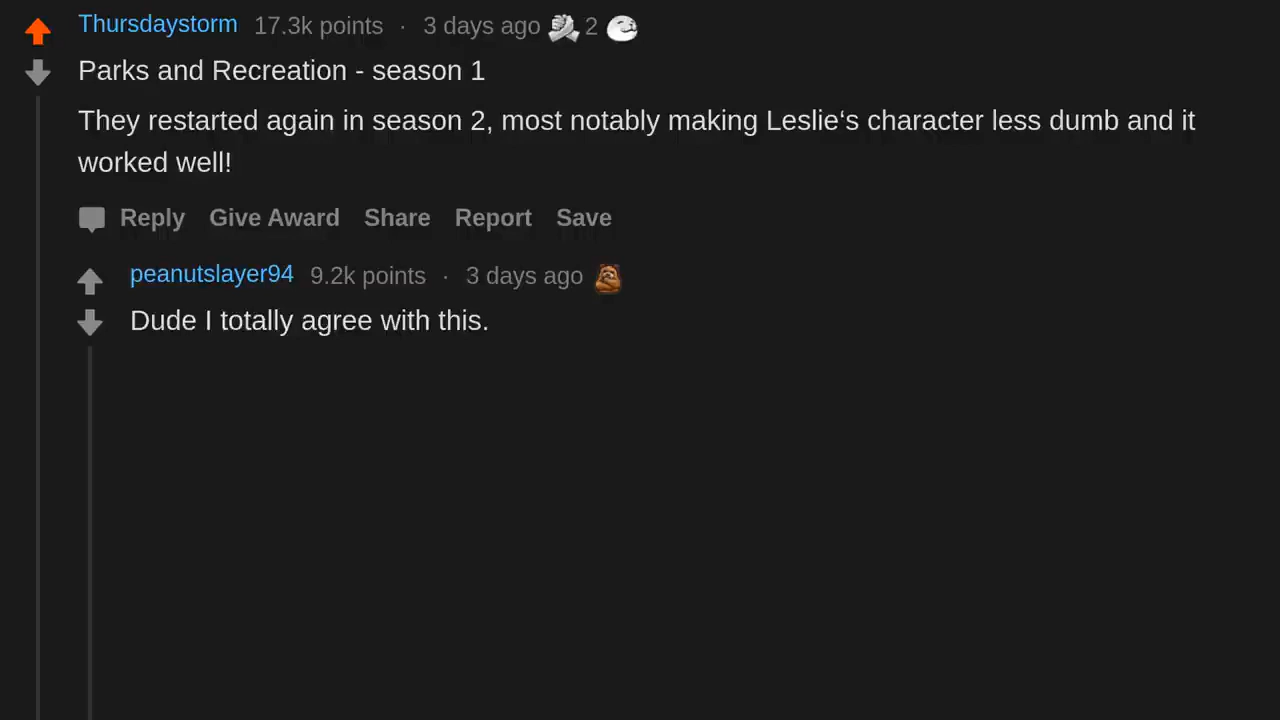 Thursdaystorm 17.3k points · 3 days ago 2
Parks and Recreation - season 1
They restarted again in season 2, most notably making Leslie‘s character less dumb and it
worked well!
Reply Give Award Share Report Save
peanutslayer94 9.2k points · 3 days ago
Dude I totally agree with this.